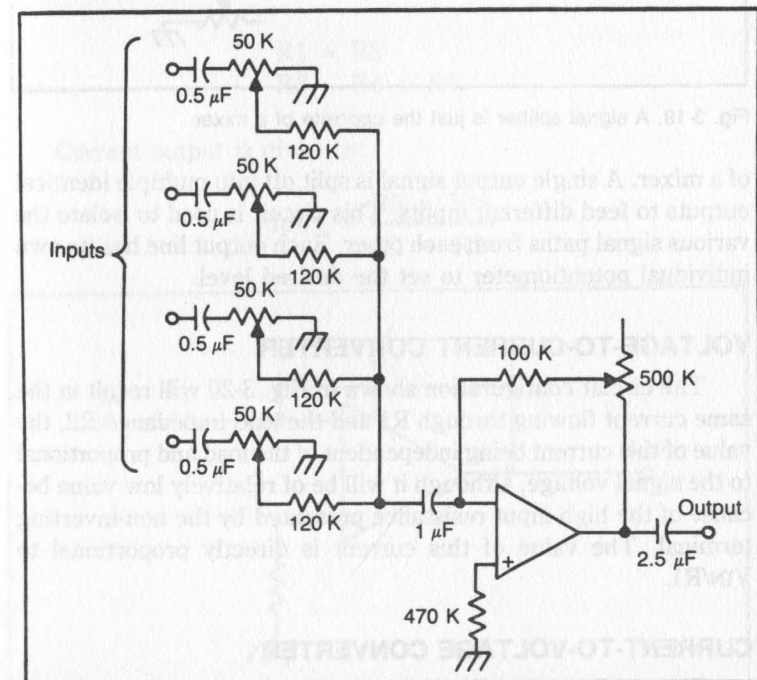 50 K
0.5 µF
120 K
50 K
0.5 µF
120 K
Inputs
50 K
0.5 µF
120 K
50 K
0.5 µF
120 K
100 K
500 K
1 µF
Output
2.5 µF
+
470 K
Fig. 3-19. A signal splitter is just the opposite of a mixer.
of a mixer. A single output signal is split off into multiple identical
outputs to feed different inputs. This circuit is used to isolate the
various signal paths from each other. Each output line has its own
individual potentiometer to set the desired level.
VOLTAGE-TO-CURRENT CONVERTER
The circuit configuration shown in Fig. 3-20 will result in the
same current flowing through R1 and the load impedance R2, the
value of this current being independent of the load, and proportional
to the signal voltage, although it will be of relatively low value be-
cause of the high input resistance presented by the non-inverting
terminal. The value of this current is directly proportional to
VIN/R1.
CURRENT-TO-VOLTAGE CONVERTER